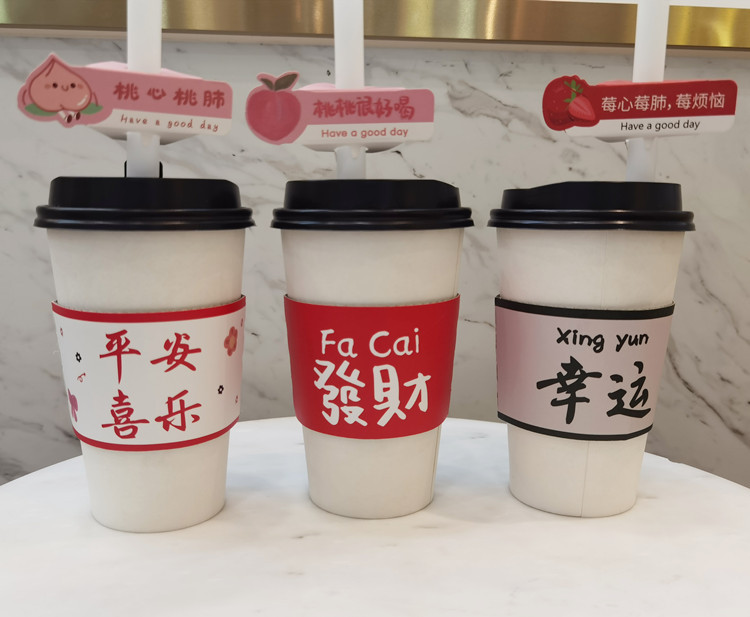 桃心桃肺
Have a good day
桃桃很好喝
Have a good day
莓心莓肺,莓烦恼
Have a good day
平安
喜乐
Fa Cai
發財
Xing yun
幸运